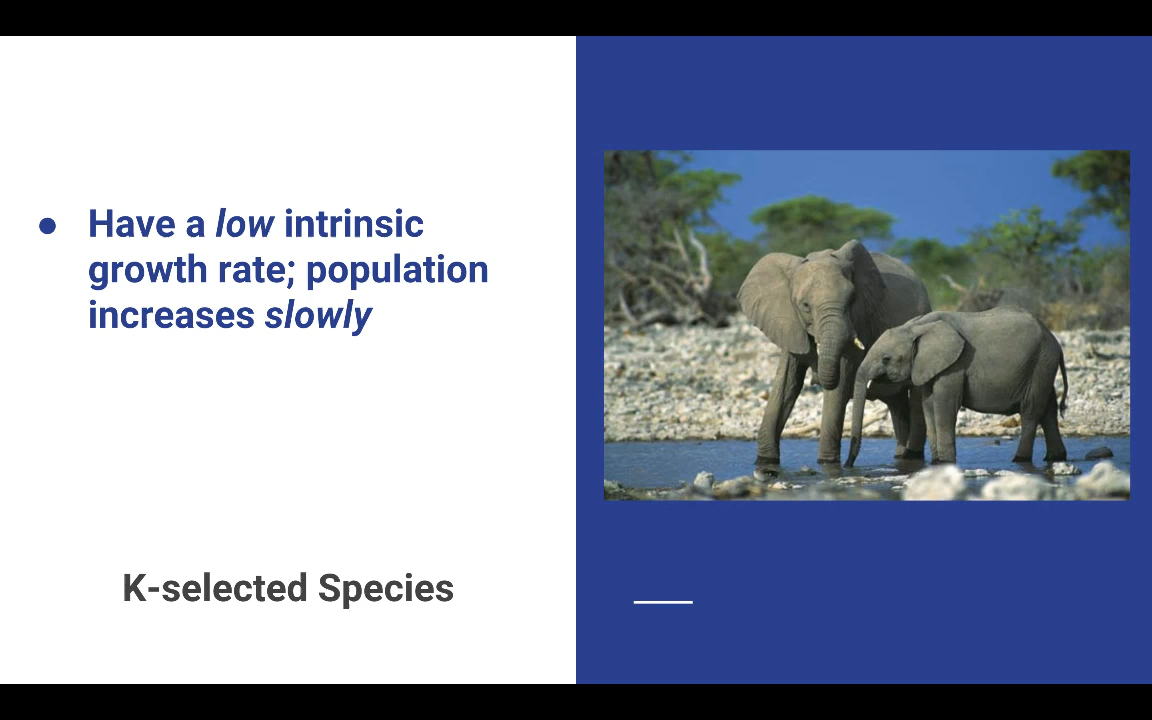 ● Have a low intrinsic
growth rate; population
increases slowly
K-selected Species